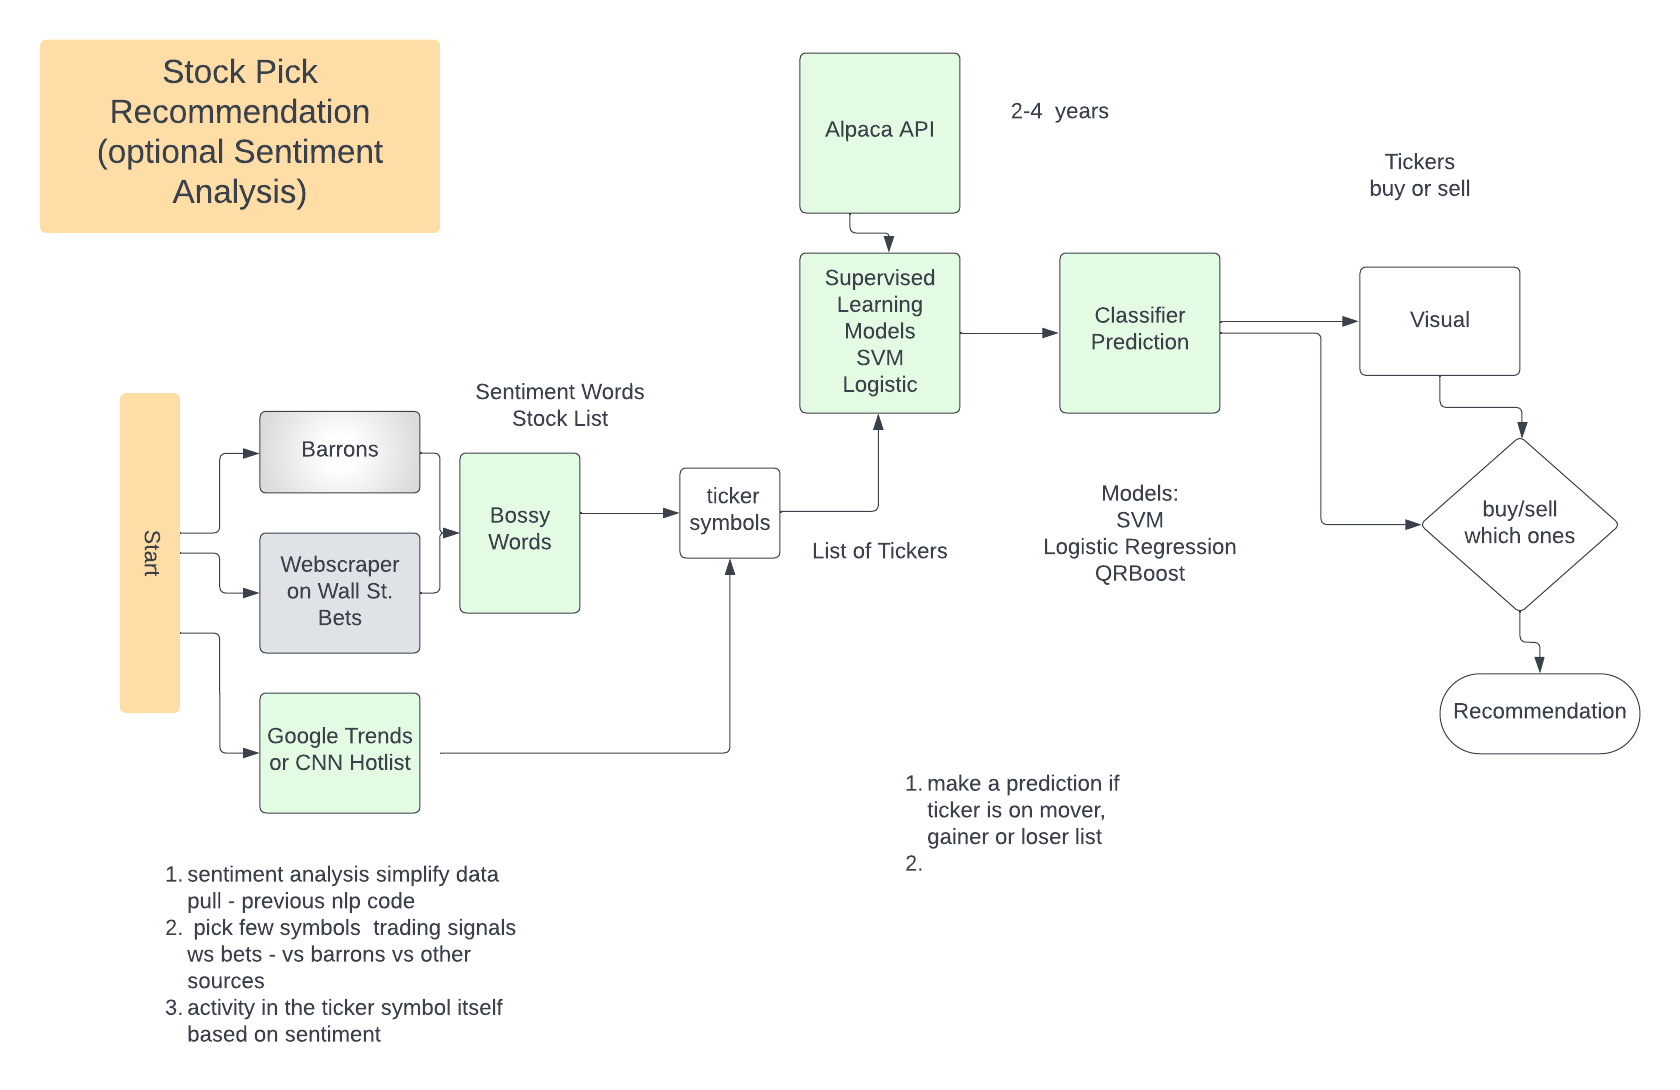 Stock Pick
Recommendation
(optional Sentiment
Analysis)
Alpaca API
2-4  years
Tickers
buy or sell
Supervised
Learning
Models
SVM
Logistic
Classifier
Prediction
Visual
Sentiment Words
Stock List
Start
Barrons
Webscraper
on Wall St.
Bets
Google Trends
or CNN Hotlist
Bossy
Words
ticker
symbols
List of Tickers
Models:
SVM
Logistic Regression
QRBoost
buy/sell
which ones
Recommendation
1. make a prediction if
ticker is on mover,
gainer or loser list
2.
1. sentiment analysis simplify data
pull - previous nlp code
2.  pick few symbols  trading signals
ws bets - vs barrons vs other
sources
3. activity in the ticker symbol itself
based on sentiment